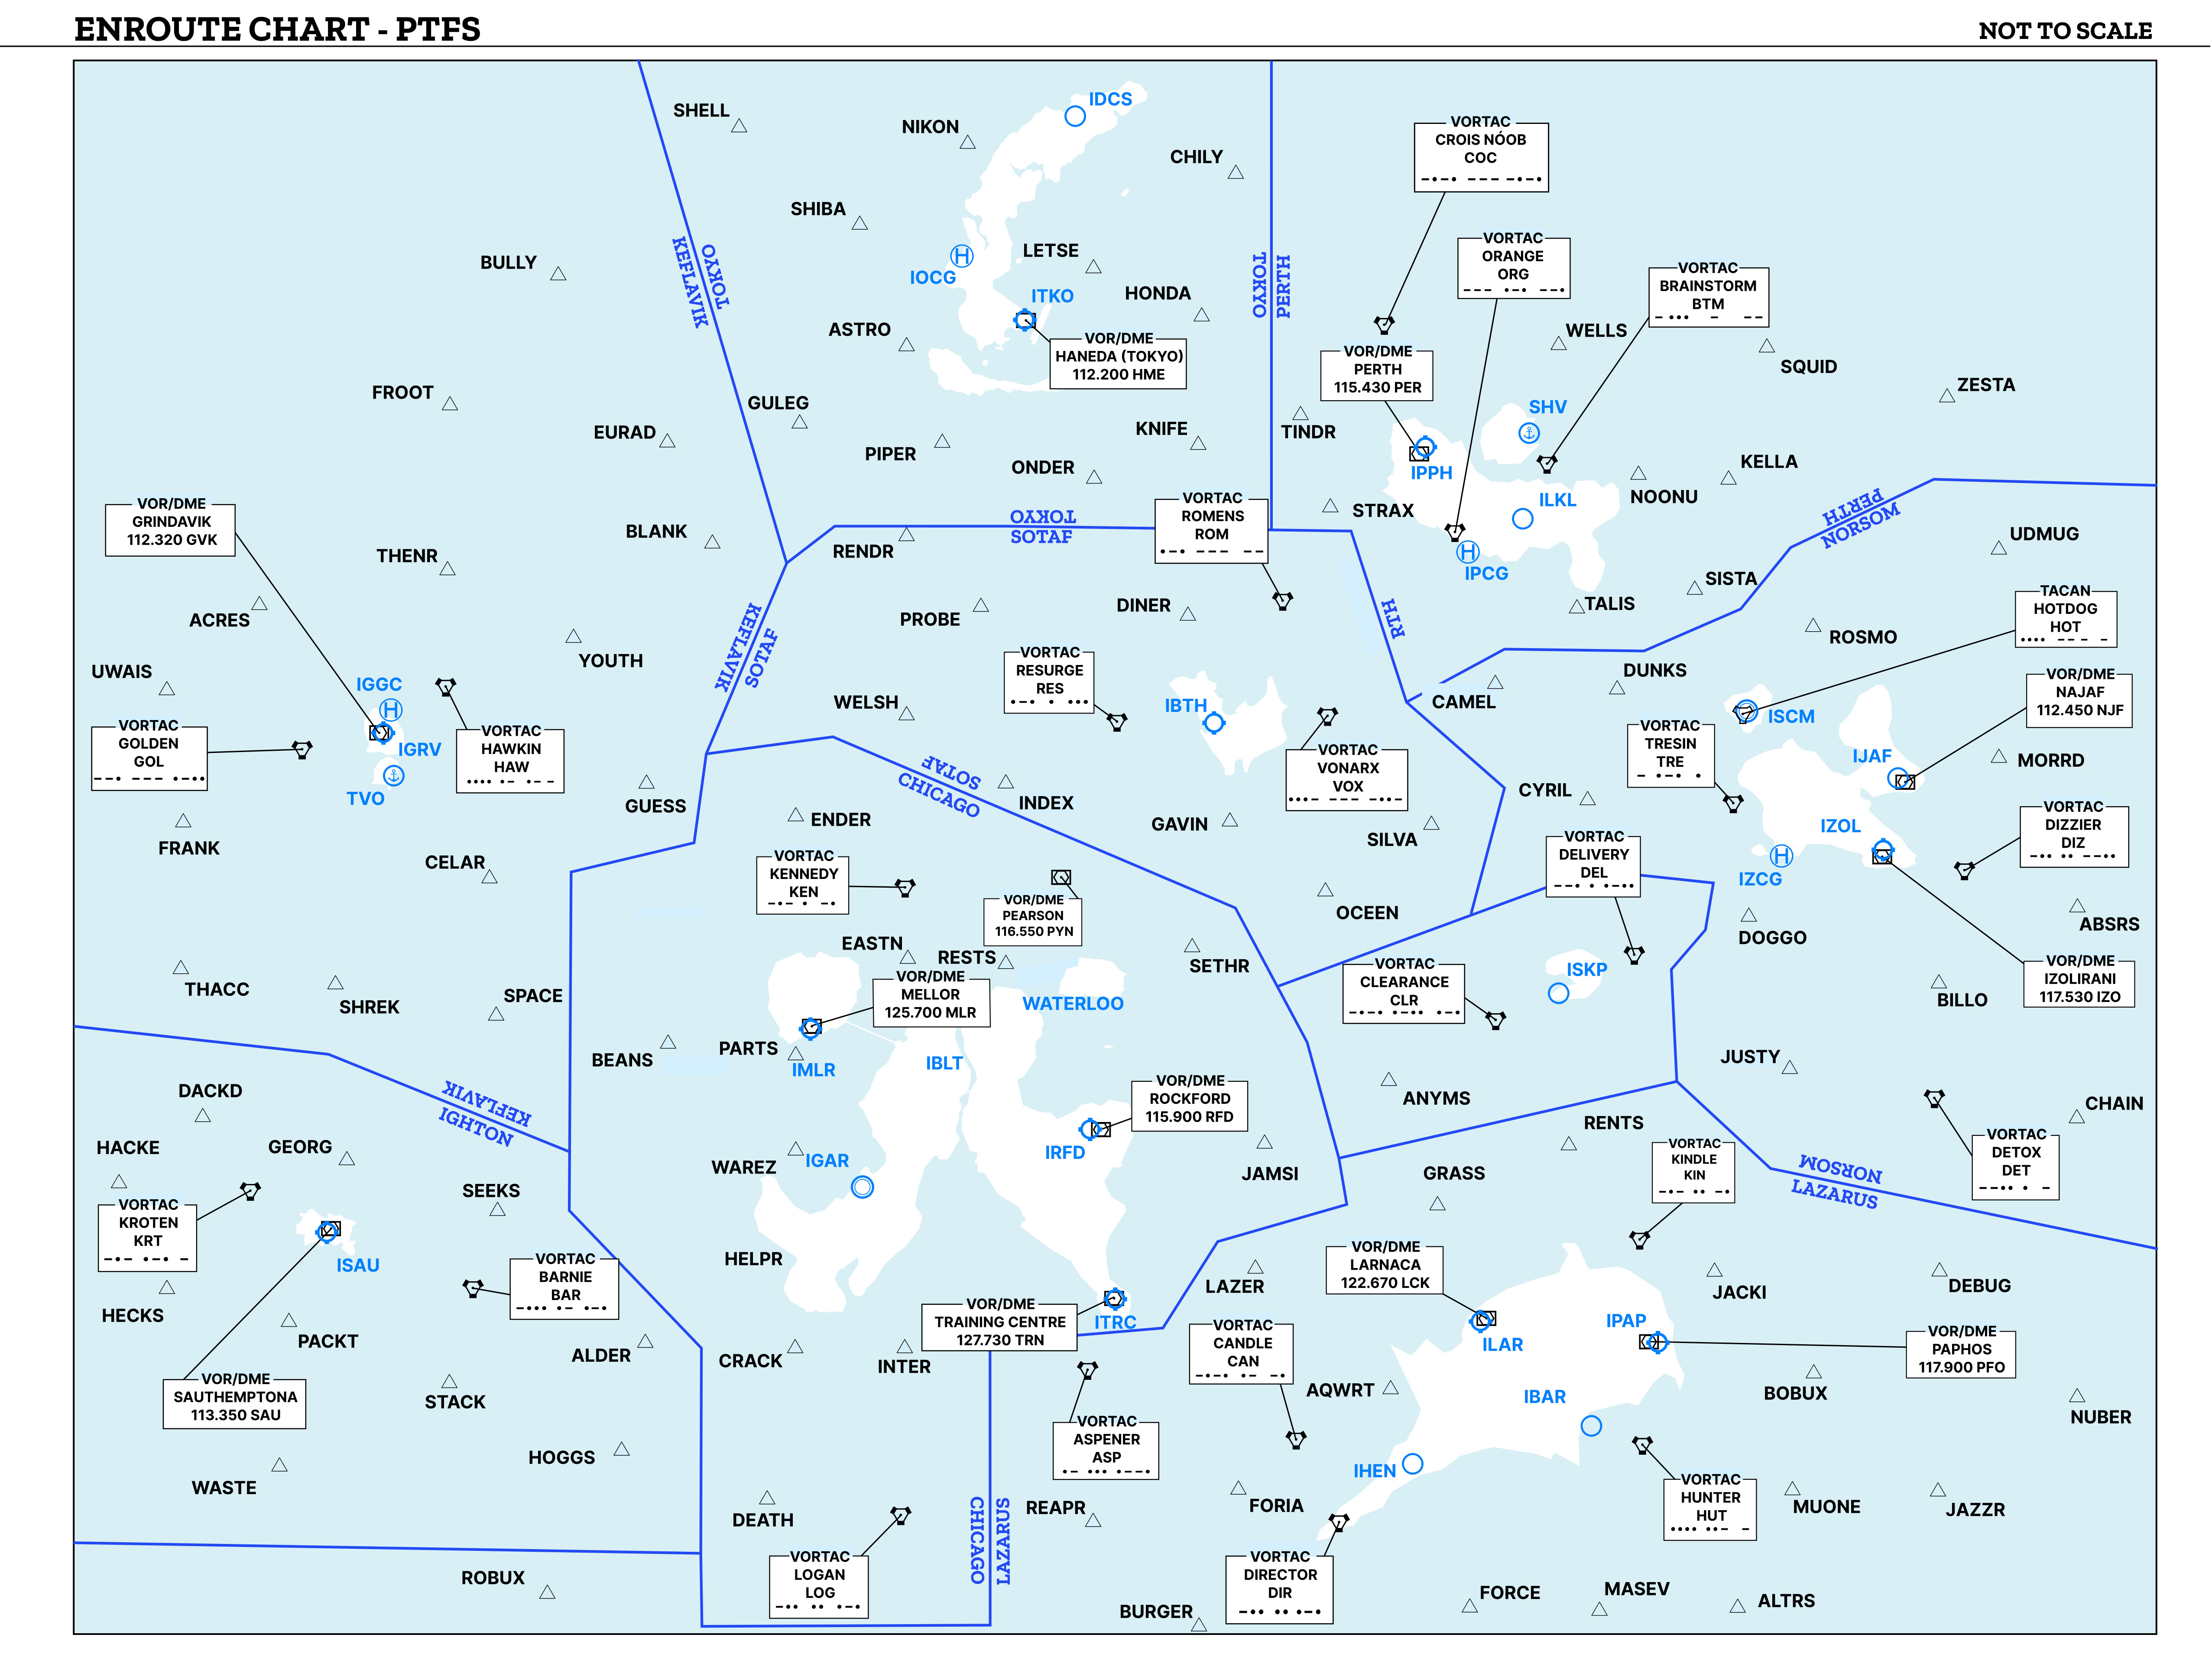 ENROUTE CHART - PTFS
NOT TO SCALE
SHELL
NIKON
IDCS
CHILY
VORTAC
CROIS NÓOB
COC
–•–• ––– –•–•
SHIBA
LETSE
IOCG
BULLY
TOKYO
KEFLAVIK
TOKYO
PERTH
VORTAC
ORANGE
ORG
––– •–• ––•
VORTAC
BRAINSTORM
BTM
–••• – ––
ITKO
HONDA
ASTRO
VOR/DME
HANEDA (TOKYO)
112.200 HME
WELLS
SQUID
ZESTA
VOR/DME
PERTH
115.430 PER
FROOT
GULEG
EURAD
PIPER
KNIFE
ONDER
TINDR
SHV
IPPH
KELLA
NOONU
ILKL
STRAX
IPCG
PERTH
NORSOM
VOR/DME
GRINDAVIK
112.320 GVK
BLANK
THENR
RENDR
TOKYO
SOTAF
VORTAC
ROMENS
ROM
•–• ––– ––
UDMUG
SISTA
TALIS
RTH
ACRES
PROBE
DINER
TACAN
HOTDOG
HOT
•••• ––– –
ROSMO
UWAIS
YOUTH
KEFLAVIK
SOTAF
VORTAC
RESURGE
RES
•–• • •••
DUNKS
CAMEL
IGGC
WELSH
IBTH
ISCM
VOR/DME
NAJAF
112.450 NJF
VORTAC
GOLDEN
GOL
––• ––– •–••
IGRV
TVO
VORTAC
HAWKIN
HAW
•••• •– •––
VORTAC
VONARX
VOX
•••– ––– –••–
VORTAC
TRESIN
TRE
– •–• •
IJAF
MORRD
SOTAF
CHICAGO
INDEX
CYRIL
GUESS
ENDER
GAVIN
SILVA
IZOL
VORTAC
DIZZIER
DIZ
–•• •• ––••
FRANK
CELAR
VORTAC
KENNEDY
KEN
–•– • –•
VOR/DME
PEARSON
116.550 PYN
VORTAC
DELIVERY
DEL
–•• • •–••
IZCG
OCEEN
DOGGO
ABSRS
EASTN
RESTS
SETHR
ISKP
VOR/DME
IZOLIRANI
117.530 IZO
THACC
SHREK
SPACE
VOR/DME
MELLOR
125.700 MLR
WATERLOO
VORTAC
CLEARANCE
CLR
–•–• •–•• •–•
BILLO
BEANS
PARTS
IMLR
IBLT
JUSTY
DACKD
KEFLAVIK
IGHTON
VOR/DME
ROCKFORD
115.900 RFD
ANYMS
CHAIN
RENTS
HACKE
GEORG
WAREZ
IGAR
IRFD
JAMSI
GRASS
VORTAC
KINDLE
KIN
–•– •• –•
NORSOM
LAZARUS
VORTAC
DETOX
DET
–•• • –
SEEKS
VORTAC
KROTEN
KRT
–•– •–• –
ISAU
HELPR
LAZER
VOR/DME
LARNACA
122.670 LCK
JACKI
DEBUG
VORTAC
BARNIE
BAR
–••• •– •–•
HECKS
PACKT
VOR/DME
TRAINING CENTRE
127.730 TRN
ITRC
VORTAC
CANDLE
CAN
–•–• •– –•
ILAR
IPAP
VOR/DME
PAPHOS
117.900 PFO
ALDER
CRACK
INTER
AQWRT
IBAR
BOBUX
NUBER
VOR/DME
SAUTHEMPTONA
113.350 SAU
STACK
VORTAC
ASPENER
ASP
•– ••• •––•
HOGGS
IHEN
WASTE
VORTAC
HUNTER
HUT
•••• ••– –
MUONE
JAZZR
DEATH
CHICAGO
LAZARUS
REAPR
FORIA
VORTAC
LOGAN
LOG
ROBUX
VORTAC
DIRECTOR
DIR
–•• •• •–•
BURGER
FORCE
MASEV
ALTRS